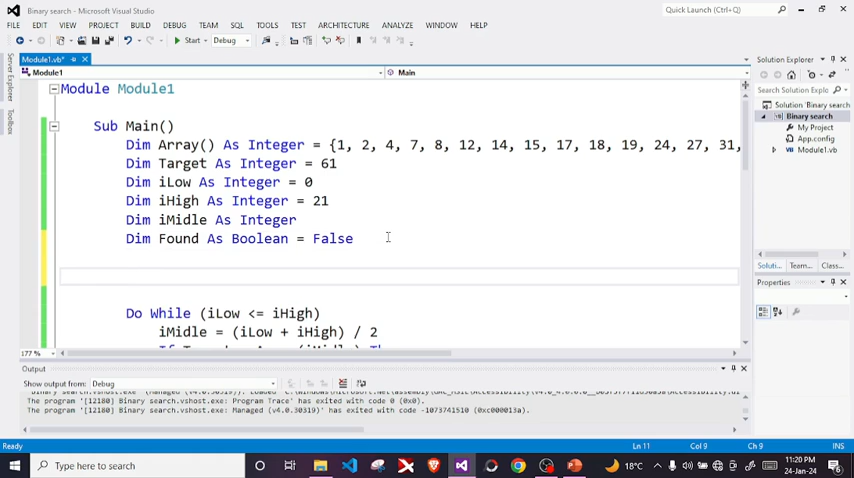 Binary search - Microsoft Visual Studio
Quick Launch (Ctrl+Q)
FILE EDIT VIEW PROJECT BUILD DEBUG TEAM SQL TOOLS TEST ARCHITECTURE ANALYZE WINDOW HELP
Start Debug
Module1.vb*
Module1 Main
Server Explorer
Toolbox
Module Module1
Sub Main()
Dim Array() As Integer = {1, 2, 4, 7, 8, 12, 14, 15, 17, 18, 19, 24, 27, 31,
Dim Target As Integer = 61
Dim iLow As Integer = 0
Dim iHigh As Integer = 21
Dim iMidle As Integer
Dim Found As Boolean = False
Do While (iLow <= iHigh)
iMidle = (iLow + iHigh) / 2
177 %
Solution Explorer
Search Solution Explo
Solution 'Binary search'
Binary search
My Project
App.config
Module1.vb
Soluti... Team... Class...
Properties
Output
Show output from: Debug
The program '[12180] Binary search.vshost.exe: Program Trace' has exited with code 0 (0x0).
The program '[12180] Binary search.vshost.exe: Managed (v4.0.30319)' has exited with code -1073741510 (0xc000013a).
Ready Ln 11 Col 9 Ch 9 INS
Type here to search
18°C
11:20 PM
24-Jan-24